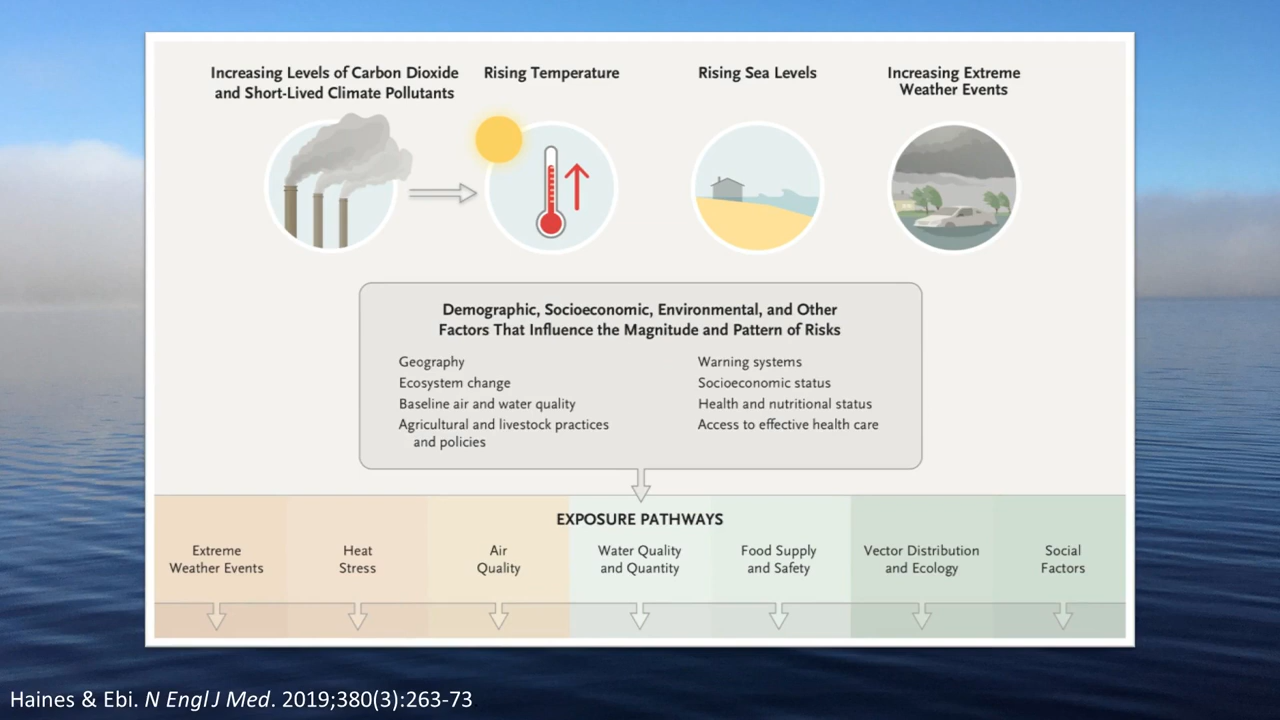 Increasing Levels of Carbon Dioxide
and Short-Lived Climate Pollutants
Rising Temperature
Rising Sea Levels
Increasing Extreme
Weather Events
Demographic, Socioeconomic, Environmental, and Other
Factors That Influence the Magnitude and Pattern of Risks
Geography
Ecosystem change
Baseline air and water quality
Agricultural and livestock practices
and policies
Warning systems
Socioeconomic status
Health and nutritional status
Access to effective health care
EXPOSURE PATHWAYS
Extreme
Weather Events
Heat
Stress
Air
Quality
Water Quality
and Quantity
Food Supply
and Safety
Vector Distribution
and Ecology
Social
Factors
Haines & Ebi. N Engl J Med. 2019;380(3):263-73